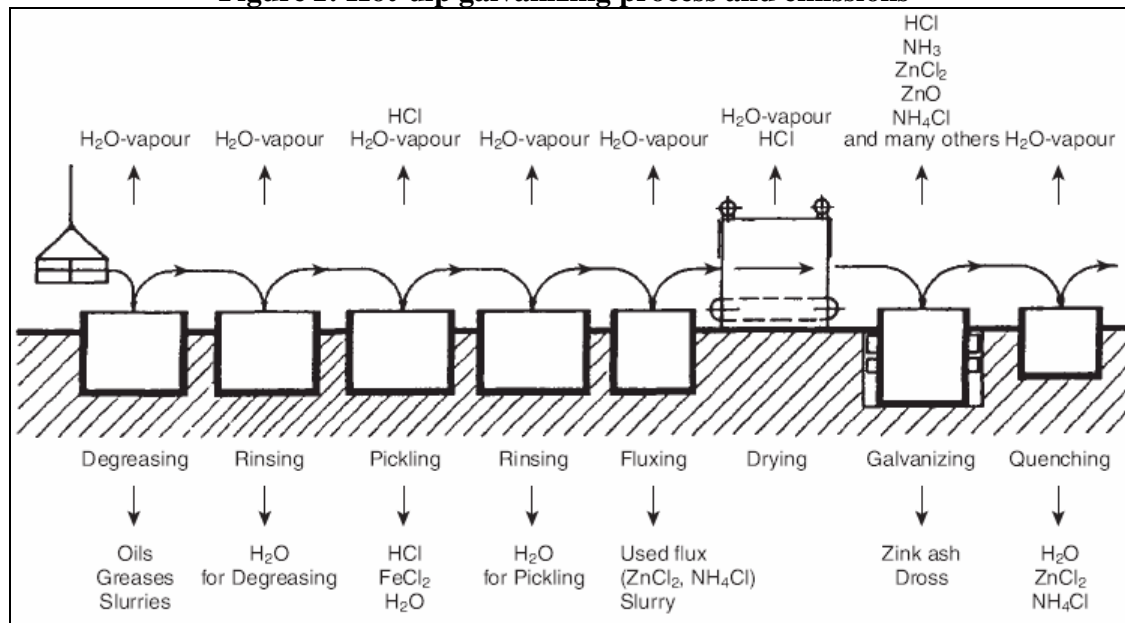 Figure 2: Hot-dip galvanizing process and emissions
HCl
NH₃
ZnCl₂
ZnO
NH₄Cl
and many others
H₂O-vapour
H₂O-vapour
HCl
H₂O-vapour
H₂O-vapour
H₂O-vapour
H₂O-vapour
HCl
H₂O-vapour
Degreasing Rinsing Pickling Rinsing Fluxing Drying Galvanizing Quenching
Oils
Greases
Slurries
H₂O
for Degreasing
HCl
FeCl₂
H₂O
H₂O
for Pickling
Used flux
(ZnCl₂, NH₄Cl)
Slurry
Zink ash
Dross
H₂O
ZnCl₂
NH₄Cl